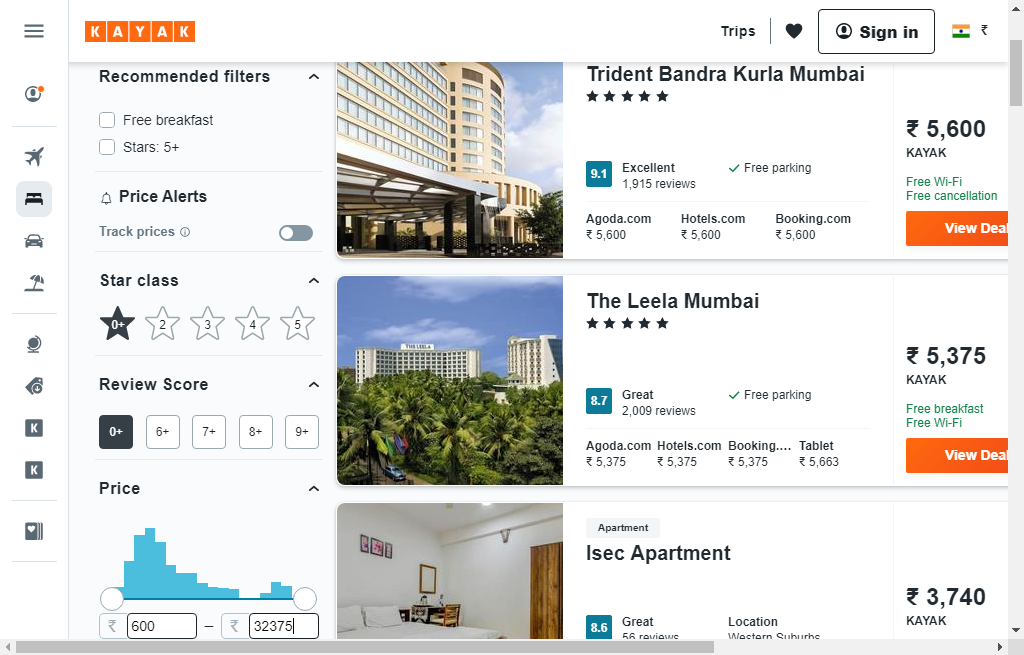 KAYAK
Trips
Sign in
₹
Recommended filters
Free breakfast
Stars: 5+
Price Alerts
Track prices
Star class
0+ 2 3 4 5
Review Score
0+ 6+ 7+ 8+ 9+
Price
₹ 600 – ₹ 32375
K
K
Trident Bandra Kurla Mumbai
9.1 Excellent
1,915 reviews
Free parking
Agoda.com Hotels.com Booking.com
₹ 5,600 ₹ 5,600 ₹ 5,600
₹ 5,600
KAYAK
Free Wi-Fi
Free cancellation
View Deal
THE LEELA
The Leela Mumbai
8.7 Great
2,009 reviews
Free parking
Agoda.com Hotels.com Booking.... Tablet
₹ 5,375 ₹ 5,375 ₹ 5,375 ₹ 5,663
₹ 5,375
KAYAK
Free breakfast
Free Wi-Fi
View Deal
Apartment
Isec Apartment
8.6 Great
56 reviews
Location
Western Suburbs
₹ 3,740
KAYAK